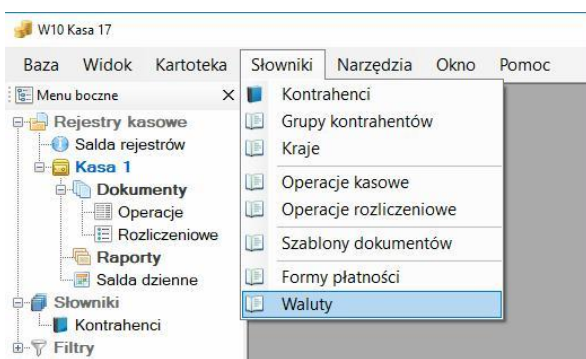 W10 Kasa 17
Baza Widok Kartoteka Słowniki Narzędzia Okno Pomoc
Menu boczne
Rejestry kasowe
Salda rejestrów
Kasa 1
Dokumenty
Operacje
Rozliczeniowe
Raporty
Salda dzienne
Słowniki
Kontrahenci
Filtry
Kontrahenci
Grupy kontrahentów
Kraje
Operacje kasowe
Operacje rozliczeniowe
Szablony dokumentów
Formy płatności
Waluty